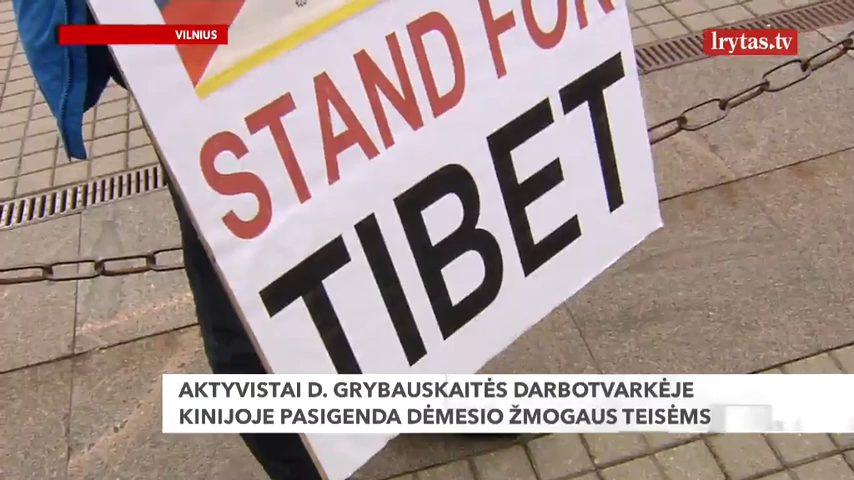 VILNIUS
lrytas.tv
STAND FOR
TIBET
AKTYVISTAI D. GRYBAUSKAITĖS DARBOTVARKĖJE
KINIJOJE PASIGENDA DĖMESIO ŽMOGAUS TEISĖMS